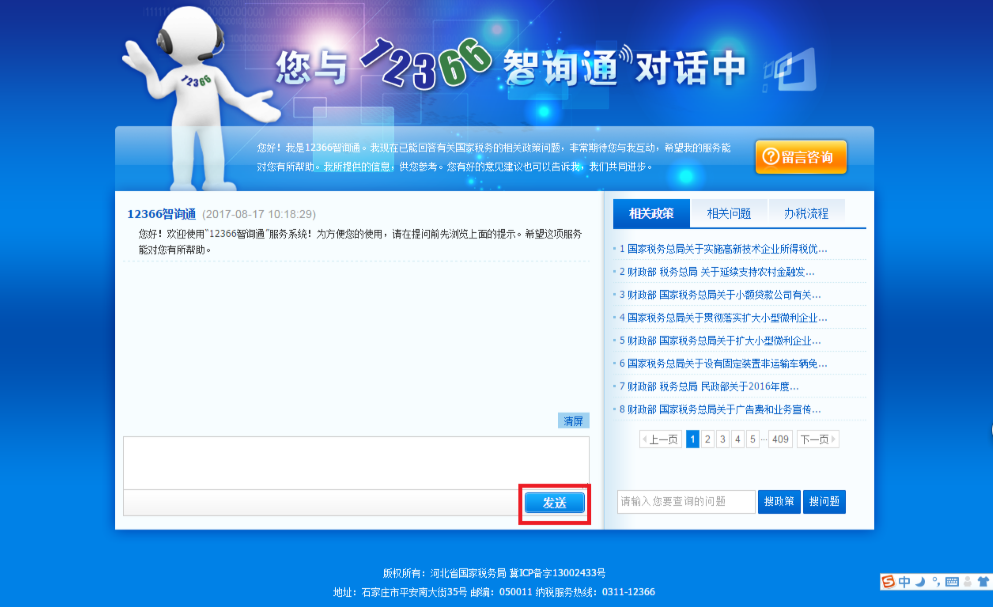 12366
您与 12366 智询通 对话中
您好！我是12366智询通。我现在已能回答有关国家税务的相关政策问题，非常期待您与我互动，希望我的服务能
对您有所帮助。我所提供的信息，供您参考。您有好的意见建议也可以告诉我，我们共同进步。
留言咨询
12366智询通 (2017-08-17 10:18:29)
您好！欢迎使用"12366智询通"服务系统！为方便您的使用，请在提问前先浏览上面的提示。希望这项服务
能对您有所帮助。
清屏
发送
相关政策 相关问题 办税流程
1 国家税务总局关于实施高新技术企业所得税优...
2 财政部 税务总局 关于延续支持农村金融发...
3 财政部 国家税务总局关于小额贷款公司有关...
4 国家税务总局关于贯彻落实扩大小型微利企业...
5 财政部 国家税务总局关于扩大小型微利企业...
6 国家税务总局关于设有固定装置非运输车辆免...
7 财政部 税务总局 民政部关于2016年度...
8 财政部 国家税务总局关于广告费和业务宣传...
上一页 1 2 3 4 5 ... 409 下一页
请输入您要查询的问题 搜政策 搜问题
版权所有：河北省国家税务局 冀ICP备字13002433号
地址：石家庄市平安南大街35号 邮编：050011 纳税服务热线：0311-12366
中